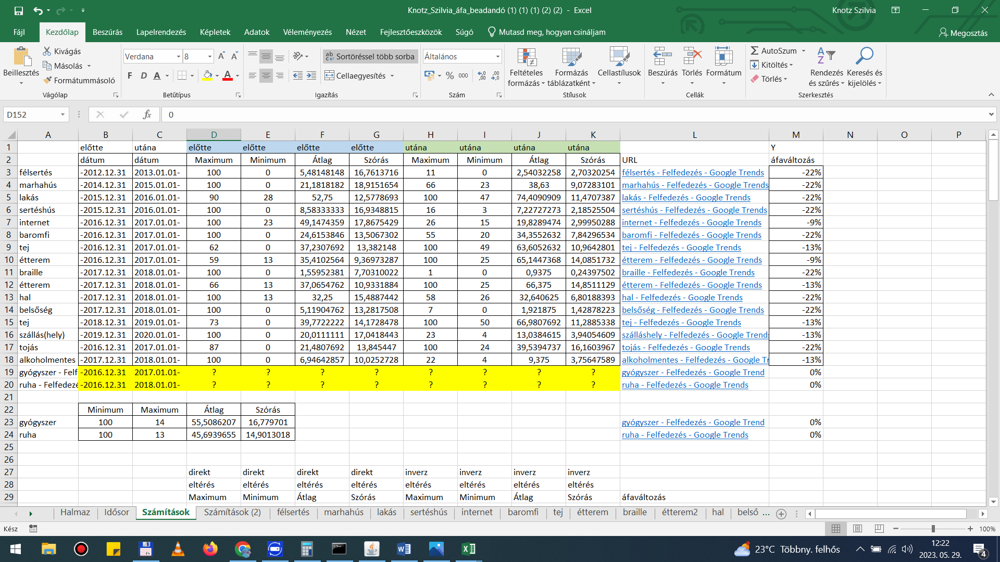 Knotz_Szilvia_áfa_beadandó (1) (1) (1) (2) (2) - Excel
Knotz Szilvia
Fájl Kezdőlap Beszúrás Lapelrendezés Képletek Adatok Véleményezés Nézet Fejlesztőeszközök Súgó Mutasd meg, hogyan csináljam Megosztás
Beillesztés
Kivágás
Másolás
Formátummásoló
Vágólap
Verdana 8
F D A A
Betűtípus
Sortöréssel több sorba
Cellaegyesítés
Igazítás
Általános
% 000
Szám
Feltételes formázás
Formázás táblázatként
Cellastílusok
Stílusok
Beszúrás Törlés Formátum
Cellák
AutoSzum
Kitöltés
Törlés
Rendezés és szűrés
Keresés és kijelölés
Szerkesztés
D152 fx 0
A B C D E F G H I J K L M N O P
1 előtte utána előtte előtte előtte előtte utána utána utána utána Y
2 dátum dátum Maximum Minimum Átlag Szórás Maximum Minimum Átlag Szórás URL áfaváltozás
3 félsertés -2012.12.31 2013.01.01- 100 0 5,48148148 16,7613716 11 0 2,54032258 2,70320254 félsertés - Felfedezés - Google Trends -22%
4 marhahús -2014.12.31 2015.01.01- 100 0 21,1818182 18,9151654 66 23 38,63 9,07283101 marhahús - Felfedezés - Google Trends -22%
5 lakás -2015.12.31 2016.01.01- 90 28 52,75 12,5778693 100 47 74,4090909 11,4707387 lakás - Felfedezés - Google Trends -22%
6 sertéshús -2015.12.31 2016.01.01- 100 0 8,58333333 16,9348815 16 3 7,22727273 2,18525504 sertéshús - Felfedezés - Google Trends -22%
7 internet -2016.12.31 2017.01.01- 100 23 49,1474359 17,8675429 26 15 19,8289474 2,99950288 internet - Felfedezés - Google Trends -9%
8 baromfi -2016.12.31 2017.01.01- 100 0 24,6153846 13,5067302 55 20 34,3552632 7,84296534 baromfi - Felfedezés - Google Trends -22%
9 tej -2016.12.31 2017.01.01- 62 0 37,2307692 13,382148 100 49 63,6052632 10,9642801 tej - Felfedezés - Google Trends -13%
10 étterem -2016.12.31 2017.01.01- 59 13 35,4102564 9,36973287 100 25 65,1447368 14,0851732 étterem - Felfedezés - Google Trends -9%
11 braille -2017.12.31 2018.01.01- 100 0 1,55952381 7,70310022 1 0 0,9375 0,24397502 braille - Felfedezés - Google Trends -22%
12 étterem -2017.12.31 2018.01.01- 66 13 37,0654762 10,9331884 100 25 66,375 14,8511129 étterem - Felfedezés - Google Trends -13%
13 hal -2017.12.31 2018.01.01- 100 13 32,25 15,4887442 58 26 32,640625 6,80188393 hal - Felfedezés - Google Trends -22%
14 belsőség -2017.12.31 2018.01.01- 100 0 5,11904762 13,2817508 7 0 1,921875 1,42878223 belsőség - Felfedezés - Google Trends -22%
15 tej -2018.12.31 2019.01.01- 73 0 39,7722222 14,1728478 100 50 66,9807692 11,2885338 tej - Felfedezés - Google Trends -13%
16 szállás(hely) -2019.12.31 2020.01.01- 100 0 20,0111111 17,0418443 23 4 13,0384615 3,94054609 szálláshely - Felfedezés - Google Trends -13%
17 tojás -2016.12.31 2017.01.01- 87 0 21,4807692 13,845447 100 24 39,5394737 16,1603967 tojás - Felfedezés - Google Trends -22%
18 alkoholmentes -2017.12.31 2018.01.01- 100 0 6,94642857 10,0252728 22 4 9,375 3,75647589 alkoholmentes - Felfedezés - Google Tr -13%
19 gyógyszer - Felf -2016.12.31 2017.01.01- ? ? ? ? ? ? ? ? gyógyszer - Felfedezés - Google Trend 0%
20 ruha - Felfedezé -2016.12.31 2018.01.01- ? ? ? ? ? ? ? ? ruha - Felfedezés - Google Trends 0%
21
22 Minimum Maximum Átlag Szórás
23 gyógyszer 100 14 55,5086207 16,779701 gyógyszer - Felfedezés - Google Trend 0%
24 ruha 100 13 45,6939655 14,9013018 ruha - Felfedezés - Google Trends 0%
25
26
27 direkt direkt direkt direkt inverz inverz inverz inverz
28 eltérés eltérés eltérés eltérés eltérés eltérés eltérés eltérés
29 Maximum Minimum Átlag Szórás Maximum Minimum Átlag Szórás áfaváltozás
Halmaz Idősor Számítások Számítások (2) félsertés marhahús lakás sertéshús internet baromfi tej étterem braille étterem2 hal belső ...
Kész 100%
23°C Többny. felhős
12:22
2023. 05. 29.
4